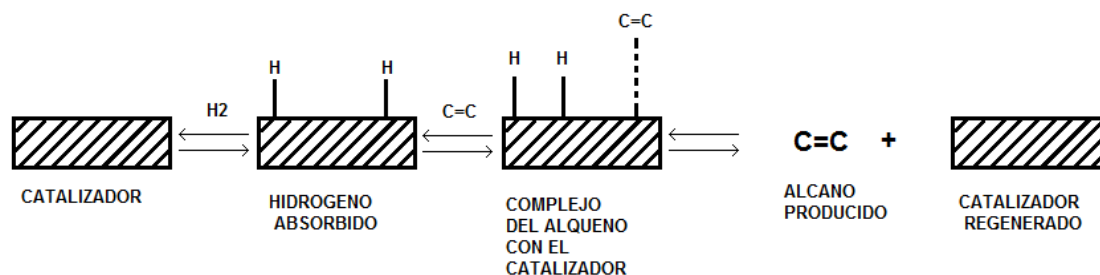 C=C
H
H
H
H
H2
C=C
C=C +
CATALIZADOR
HIDROGENO
ABSORBIDO
COMPLEJO
DEL ALQUENO
CON EL
CATALIZADOR
ALCANO
PRODUCIDO
CATALIZADOR
REGENERADO